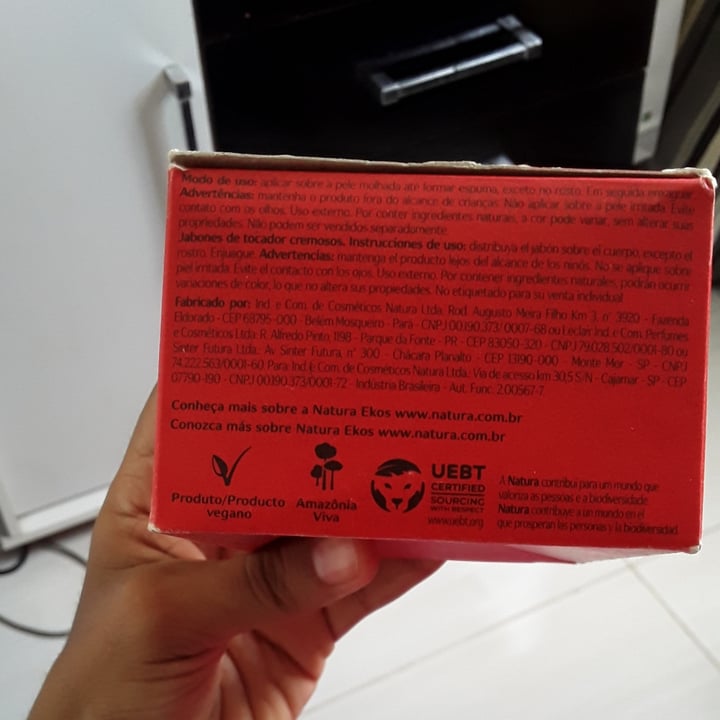 Modo de uso: aplicar sobre a pele molhada até formar espuma, exceto no rosto. Em seguida enxaguar.
Advertências: mantenha o produto fora do alcance de crianças. Não aplicar sobre a pele irritada. Evite
contato com os olhos. Uso externo. Por conter ingredientes naturais, a cor pode variar, sem alterar suas
propriedades. Não podem ser vendidos separadamente.
Jabones de tocador cremosos. Instrucciones de uso: distribuya el jabón sobre el cuerpo, excepto el
rostro. Enjuague. Advertencias: mantenga el producto lejos del alcance de los niños. No se aplique sobre
piel irritada. Evite el contacto con los ojos. Uso externo. Por contener ingredientes naturales, podrán ocurrir
variaciones de color, lo que no altera sus propiedades. No etiquetado para su venta individual
Fabricado por: Ind. e Com. de Cosméticos Natura Ltda. Rod. Augusto Meira Filho Km 3, nº 3920 - Fazenda
Eldorado - CEP 68795-000 - Belém Mosqueiro - Pará - CNPJ 00.190.373/0007-68 ou Leclair Ind. e Com. Perfumes
e Cosméticos Ltda: R. Alfredo Pinto, 1198 - Parque da Fonte - PR - CEP 83050-320 - CNPJ 79.028.502/0001-80 ou
Sinter Futura Ltda. Av Sinter Futura, nº 300 - Chácara Planalto - CEP 13190-000 - Monte Mor - SP - CNPJ
74.222.563/0001-60 Para: Ind. e Com. de Cosméticos Natura Ltda.: Via de acesso km 30,5 S/N - Cajamar - SP - CEP
07790-190 - CNPJ 00.190.373/0001-72 - Indústria Brasileira - Aut. Func. 2.00567-7.
Conheça mais sobre a Natura Ekos www.natura.com.br
Conozca más sobre Natura Ekos www.natura.com.br
Produto/Producto
vegano
Amazônia
Viva
UEBT
CERTIFIED
SOURCING
WITH RESPECT
www.uebt.org
A Natura contribui para um mundo que
valoriza as pessoas e a biodiversidade
Natura contribuye a un mundo en el
que prosperan las personas y la biodiversidad.